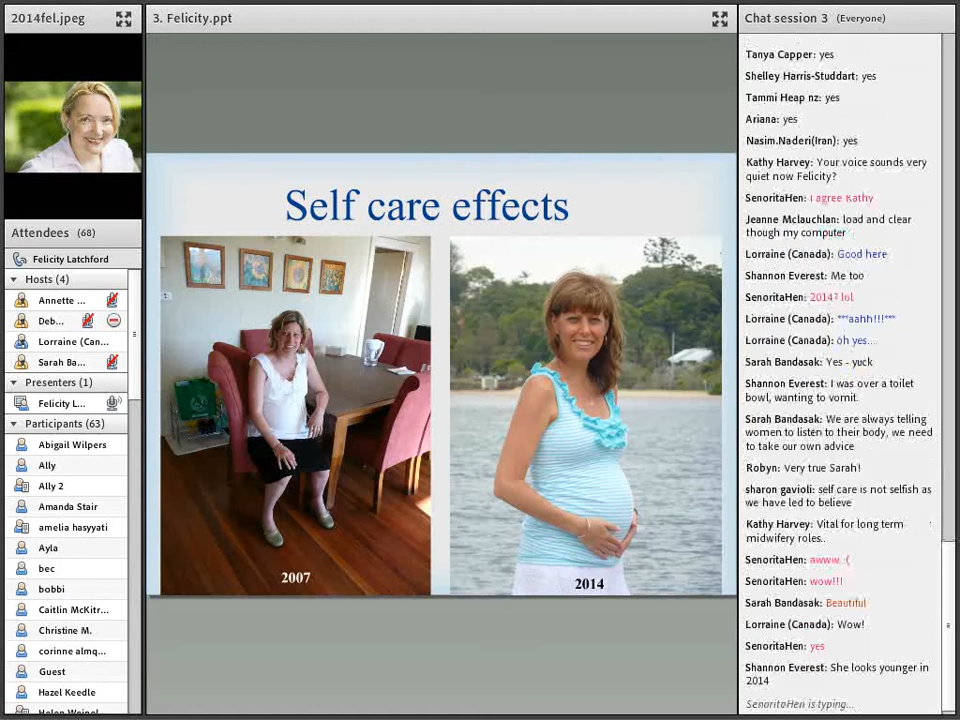 2014fel.jpeg
Attendees (68)
Felicity Latchford
Hosts (4)
Annette ...
Deb...
Lorraine (Can...
Sarah Ba...
Presenters (1)
Felicity L...
Participants (63)
Abigail Wilpers
Ally
Ally 2
Amanda Stair
amelia hasyyati
Ayla
bec
bobbi
Caitlin McKitr...
Christine M.
corinne almq...
Guest
Hazel Keedle
3. Felicity.ppt
Self care effects
2007
2014
Chat session 3 (Everyone)
Tanya Capper: yes
Shelley Harris-Studdart: yes
Tammi Heap nz: yes
Ariana: yes
Nasim.Naderi(Iran): yes
Kathy Harvey: Your voice sounds very
quiet now Felicity?
SenoritaHen: I agree Kathy
Jeanne Mclauchlan: load and clear
though my computer
Lorraine (Canada): Good here
Shannon Everest: Me too
SenoritaHen: 2014? lol
Lorraine (Canada): ***aahh!!!***
Lorraine (Canada): oh yes...
Sarah Bandasak: Yes - yuck
Shannon Everest: I was over a toilet
bowl, wanting to vomit.
Sarah Bandasak: We are always telling
women to listen to their body, we need
to take our own advice
Robyn: Very true Sarah!
sharon gavioli: self care is not selfish as
we have led to believe
Kathy Harvey: Vital for long term
midwifery roles..
SenoritaHen: awww. :(
SenoritaHen: wow!!!
Sarah Bandasak: Beautiful
Lorraine (Canada): Wow!
SenoritaHen: yes
Shannon Everest: She looks younger in
2014
SenoritaHen is typing...